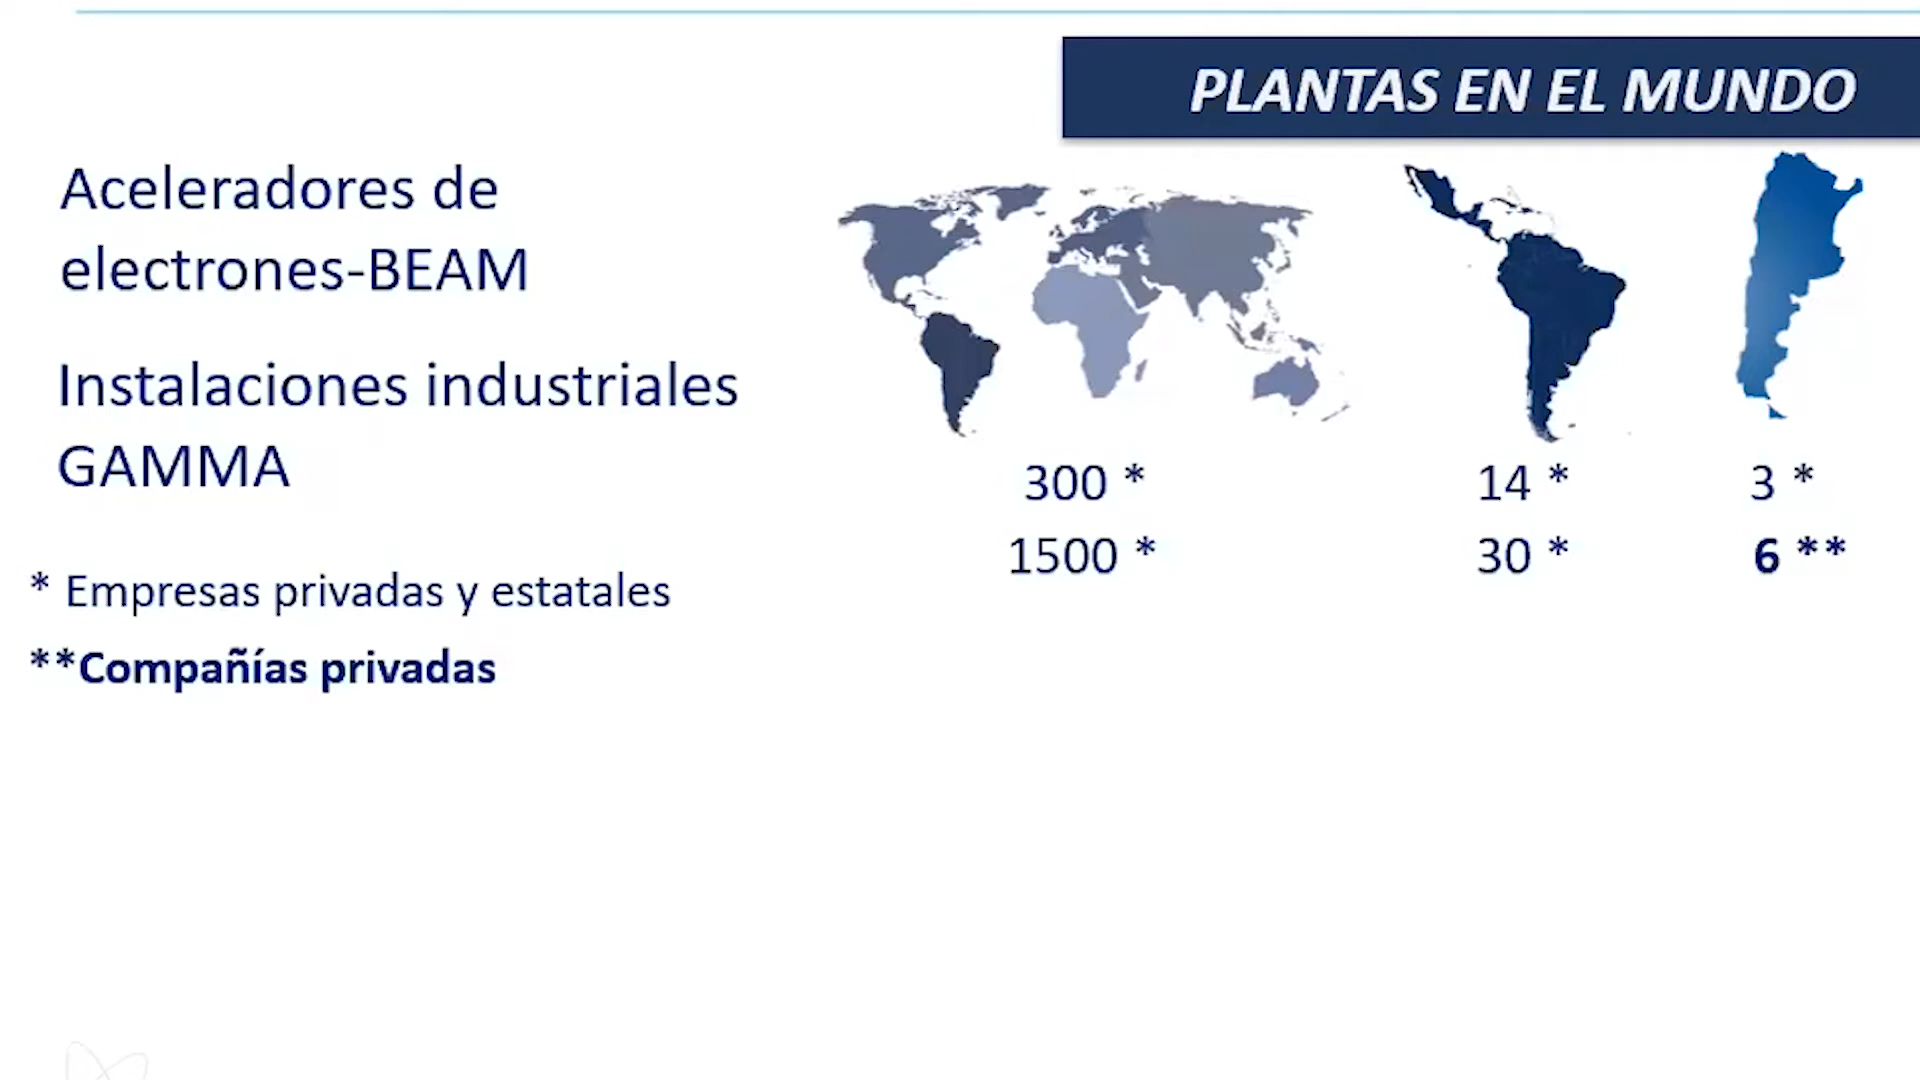 PLANTAS EN EL MUNDO
Aceleradores de
electrones-BEAM
Instalaciones industriales
GAMMA
300 * 14 * 3 *
1500 * 30 * 6 **
* Empresas privadas y estatales
**Compañías privadas